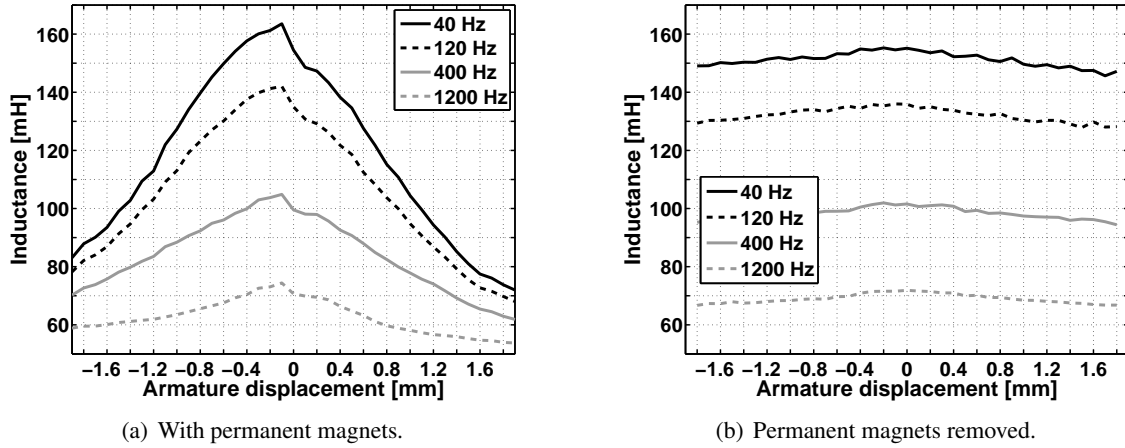 160
140
120
100
80
60
Inductance [mH]
40 Hz
120 Hz
400 Hz
1200 Hz
−1.6 −1.2 −0.8 −0.4 0 0.4 0.8 1.2 1.6
Armature displacement [mm]
(a) With permanent magnets.
160
140
120
100
80
60
Inductance [mH]
40 Hz
120 Hz
400 Hz
1200 Hz
−1.6 −1.2 −0.8 −0.4 0 0.4 0.8 1.2 1.6
Armature displacement [mm]
(b) Permanent magnets removed.